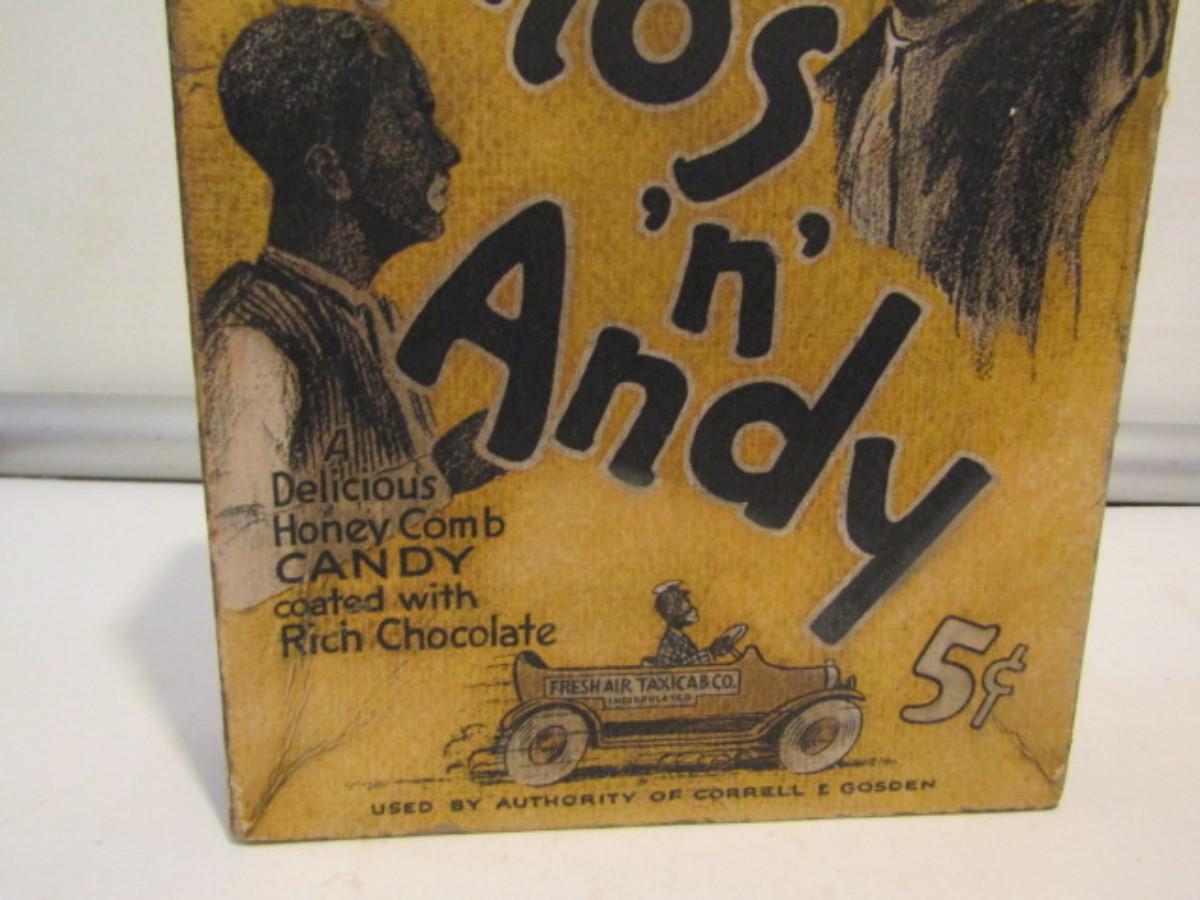 mos
'n'
Andy
A
Delicious
Honey Comb
CANDY
coated with
Rich Chocolate
FRESH AIR TAXICAB CO.
INCORPULATED
5¢
USED BY AUTHORITY OF CORRELL & GOSDEN